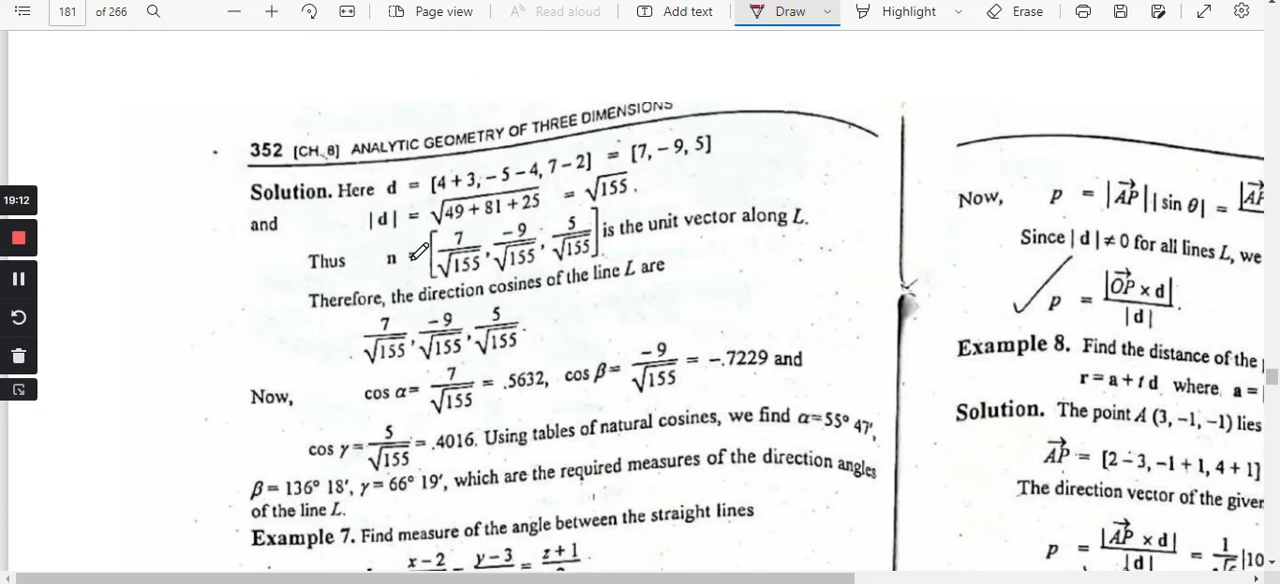 181 of 266 Page view Read aloud Add text Draw Highlight Erase
19:12
352 [CH. 8] ANALYTIC GEOMETRY OF THREE DIMENSIONS
Solution. Here d = [4 + 3, – 5 – 4, 7 – 2] = [7, – 9, 5]
and |d| = √49 + 81 + 25 = √155.
Thus n = [7/√155, –9/√155, 5/√155] is the unit vector along L.
Therefore, the direction cosines of the line L are
7/√155, –9/√155, 5/√155.
Now, cos α= 7/√155 = .5632, cos β= –9/√155 = –.7229 and
cos γ= 5/√155 = .4016. Using tables of natural cosines, we find α=55° 47′,
β= 136° 18′, γ= 66° 19′, which are the required measures of the direction angles
of the line L.
Example 7. Find measure of the angle between the straight lines
x – 2 y – 3 z + 1
Now, p = |AP| |sin θ| = |AP
Since | d | ≠ 0 for all lines L, we
p = |OP × d| / |d|.
Example 8. Find the distance of the
r = a + t d where, a =
Solution. The point A (3, –1, –1) lies
AP = [2 – 3, –1 + 1, 4 + 1]
The direction vector of the given
p = |AP × d| / |d| = 1/√ |10